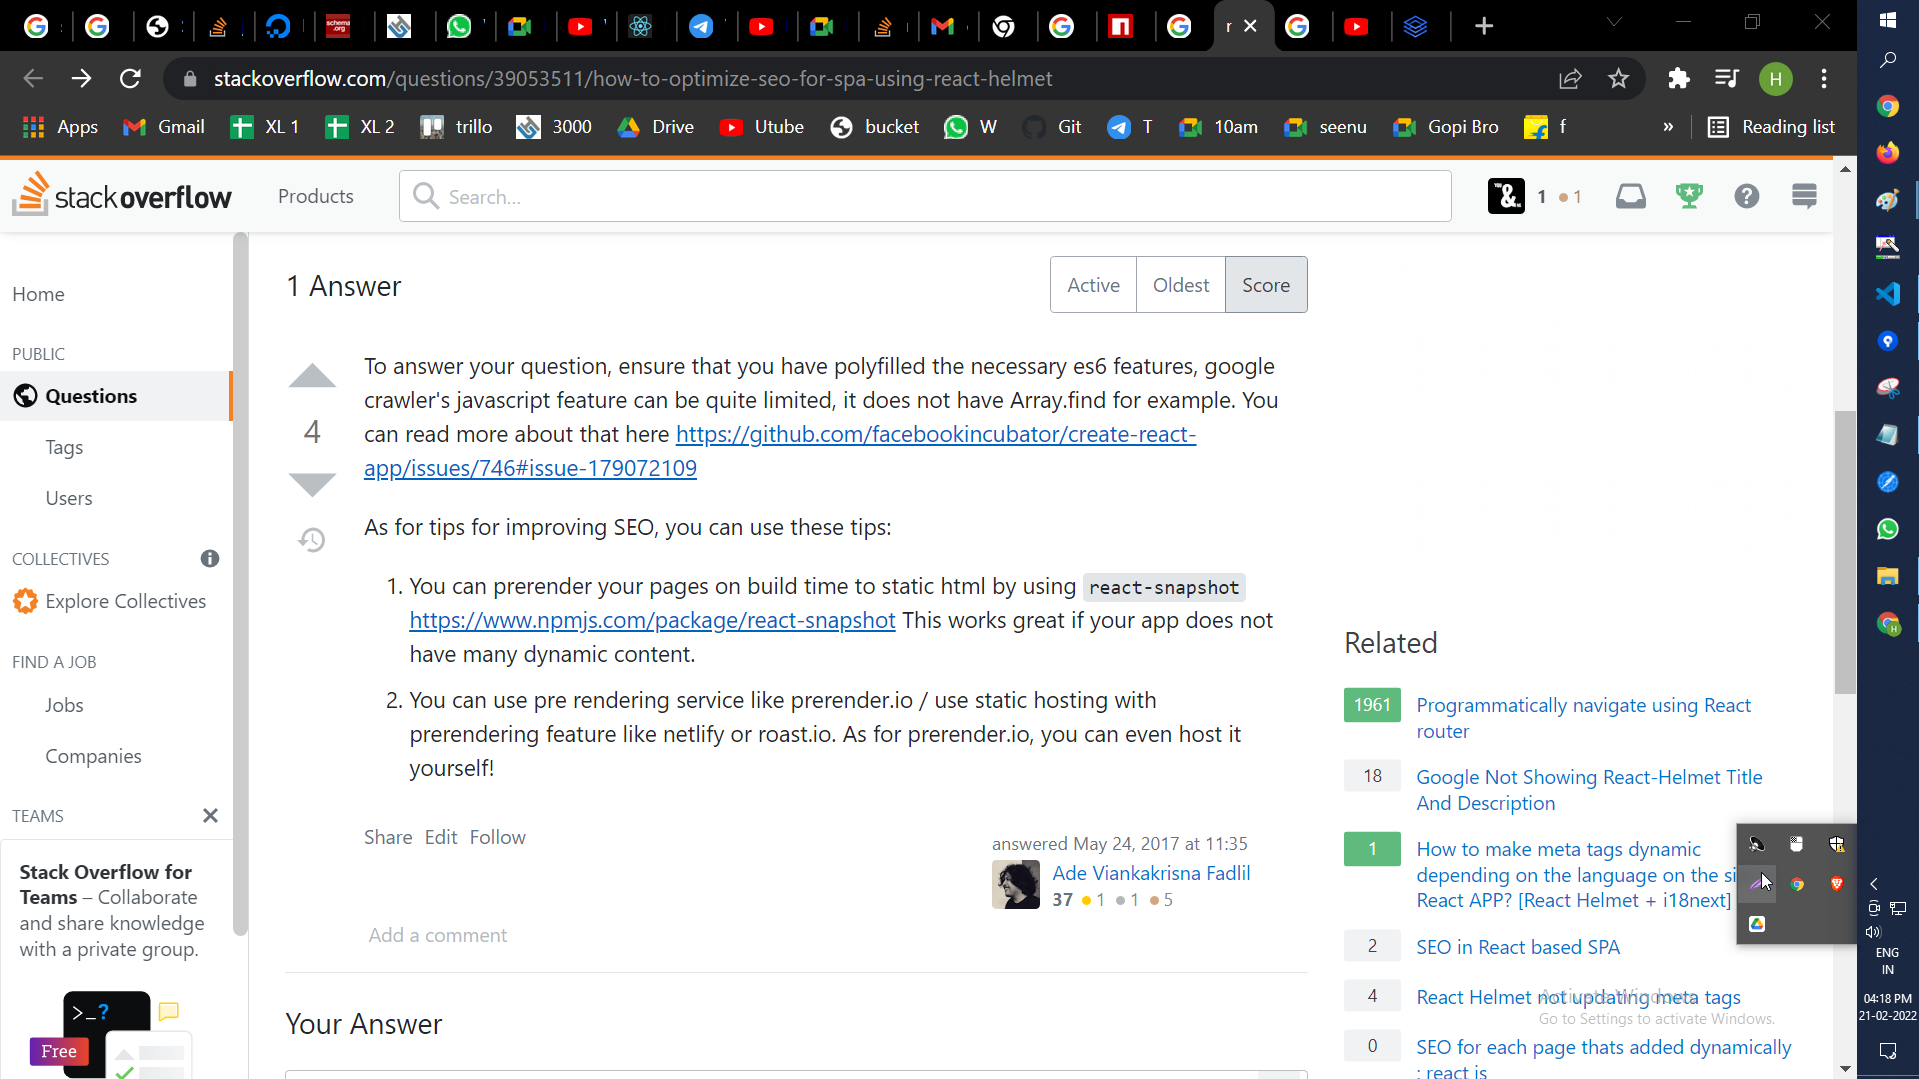 stackoverflow.com/questions/39053511/how-to-optimize-seo-for-spa-using-react-helmet
H
Apps
Gmail
XL 1
XL 2
trillo
3000
Drive
Utube
bucket
W
Git
T
10am
seenu
Gopi Bro
f
»
Reading list
stackoverflow
Products
Search...
1
1
Home
PUBLIC
Questions
Tags
Users
COLLECTIVES
Explore Collectives
FIND A JOB
Jobs
Companies
TEAMS
Stack Overflow for
Teams – Collaborate
and share knowledge
with a private group.
>_?
Free
1 Answer
Active
Oldest
Score
4
To answer your question, ensure that you have polyfilled the necessary es6 features, google
crawler's javascript feature can be quite limited, it does not have Array.find for example. You
can read more about that here https://github.com/facebookincubator/create-react-
app/issues/746#issue-179072109
As for tips for improving SEO, you can use these tips:
1. You can prerender your pages on build time to static html by using react-snapshot
https://www.npmjs.com/package/react-snapshot This works great if your app does not
have many dynamic content.
2. You can use pre rendering service like prerender.io / use static hosting with
prerendering feature like netlify or roast.io. As for prerender.io, you can even host it
yourself!
Share Edit Follow
answered May 24, 2017 at 11:35
Ade Viankakrisna Fadlil
37 1 1 5
Add a comment
Your Answer
Related
1961
Programmatically navigate using React
router
18
Google Not Showing React-Helmet Title
And Description
1
How to make meta tags dynamic
depending on the language on the si
React APP? [React Helmet + i18next]
2
SEO in React based SPA
4
React Helmet not updating meta tags
0
SEO for each page thats added dynamically
: react js
Activate Windows
Go to Settings to activate Windows.
ENG
IN
04:18 PM
21-02-2022